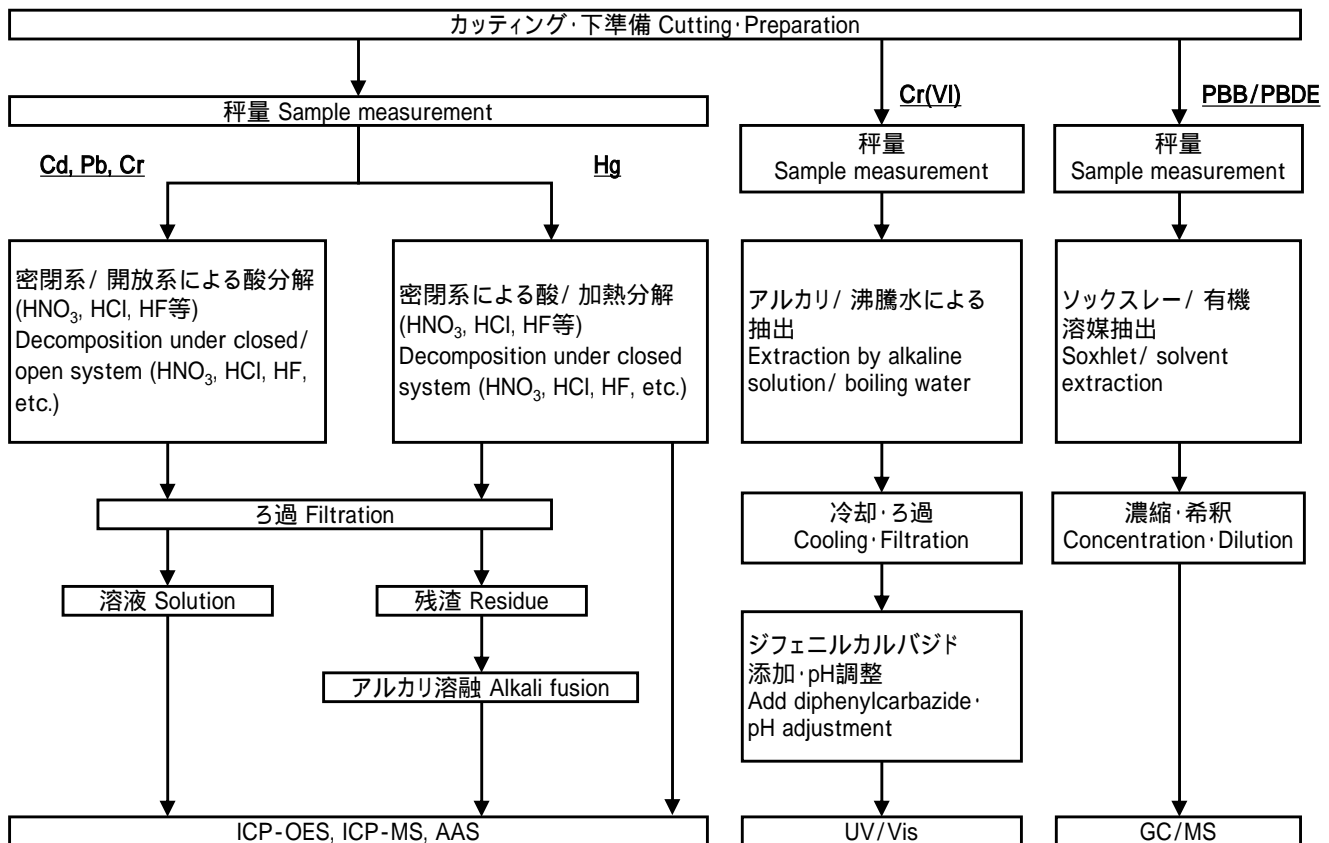 カッティング·下準備 Cutting·Preparation
秤量 Sample measurement
Cd, Pb, Cr
Hg
密閉系/ 開放系による酸分解
(HNO₃, HCl, HF等)
Decomposition under closed/
open system (HNO₃, HCl, HF,
etc.)
密閉系による酸/ 加熱分解
(HNO₃, HCl, HF等)
Decomposition under closed
system (HNO₃, HCl, HF, etc.)
ろ過 Filtration
溶液 Solution
残渣 Residue
アルカリ溶融 Alkali fusion
ICP-OES, ICP-MS, AAS
Cr(VI)
秤量
Sample measurement
アルカリ/ 沸騰水による
抽出
Extraction by alkaline
solution/ boiling water
冷却·ろ過
Cooling·Filtration
ジフェニルカルバジド
添加·pH調整
Add diphenylcarbazide·
pH adjustment
UV/Vis
PBB/PBDE
秤量
Sample measurement
ソックスレー/ 有機
溶媒抽出
Soxhlet/ solvent
extraction
濃縮·希釈
Concentration·Dilution
GC/MS